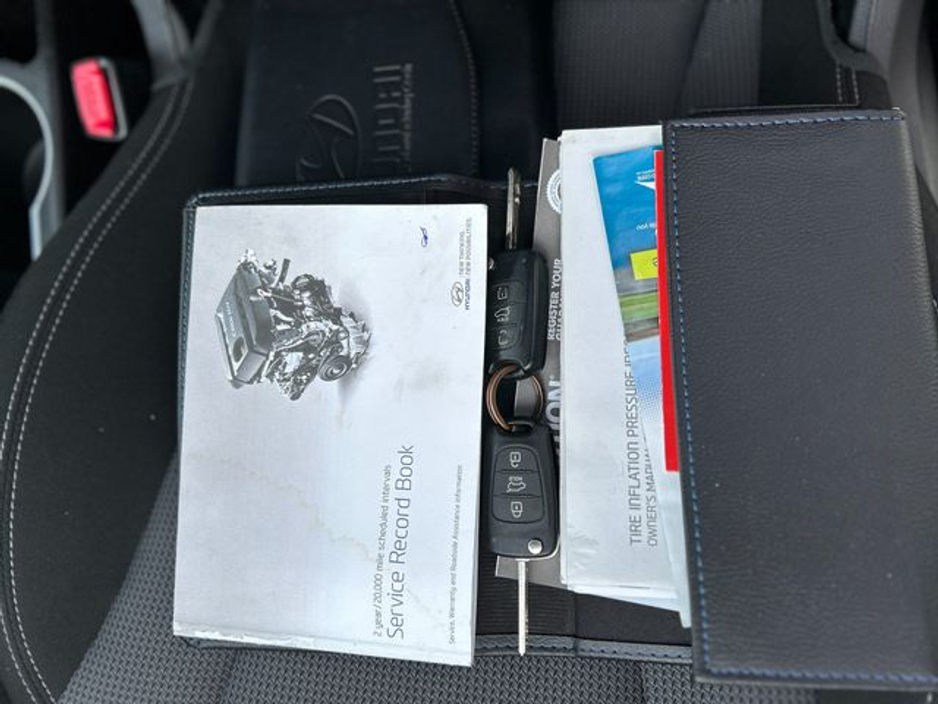 NEW THINKING.
NEW POSSIBILITIES.
HYUNDAI
2 year/20,000 mile scheduled intervals
Service Record Book
Service, Warranty and Roadside Assistance information
REGISTER YOUR
TIRE INFLATION PRESSURE
OWNER'S